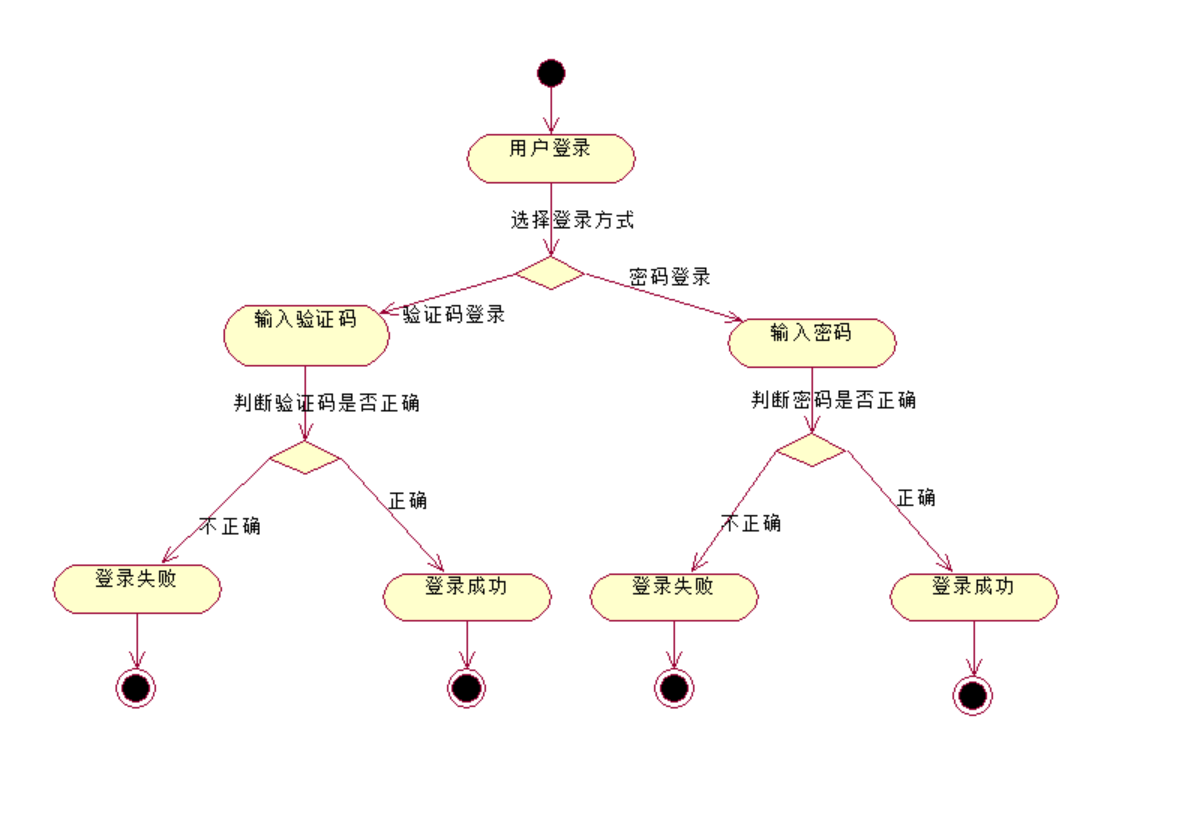 用户登录
选择登录方式
密码登录
验证码登录
输入验证码
输入密码
判断验证码是否正确
判断密码是否正确
不正确
正确
不正确
正确
登录失败
登录成功
登录失败
登录成功